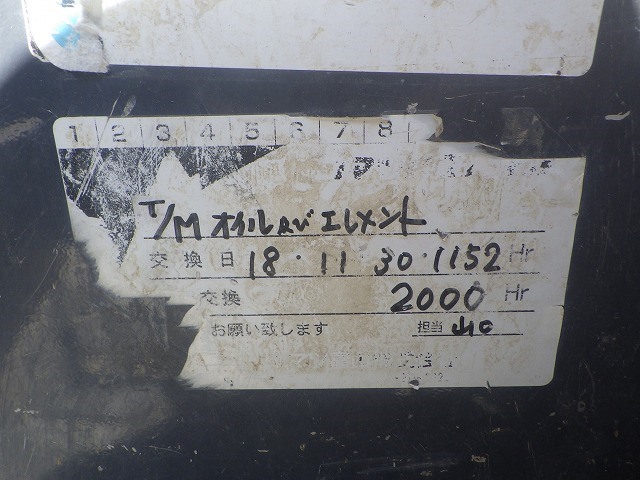 1 2 3 4 5 6 7 8
T/M オイル及びエレメント
交換日 18・11・30・1152 Hr
交換 2000 Hr
お願い致します 担当 山口